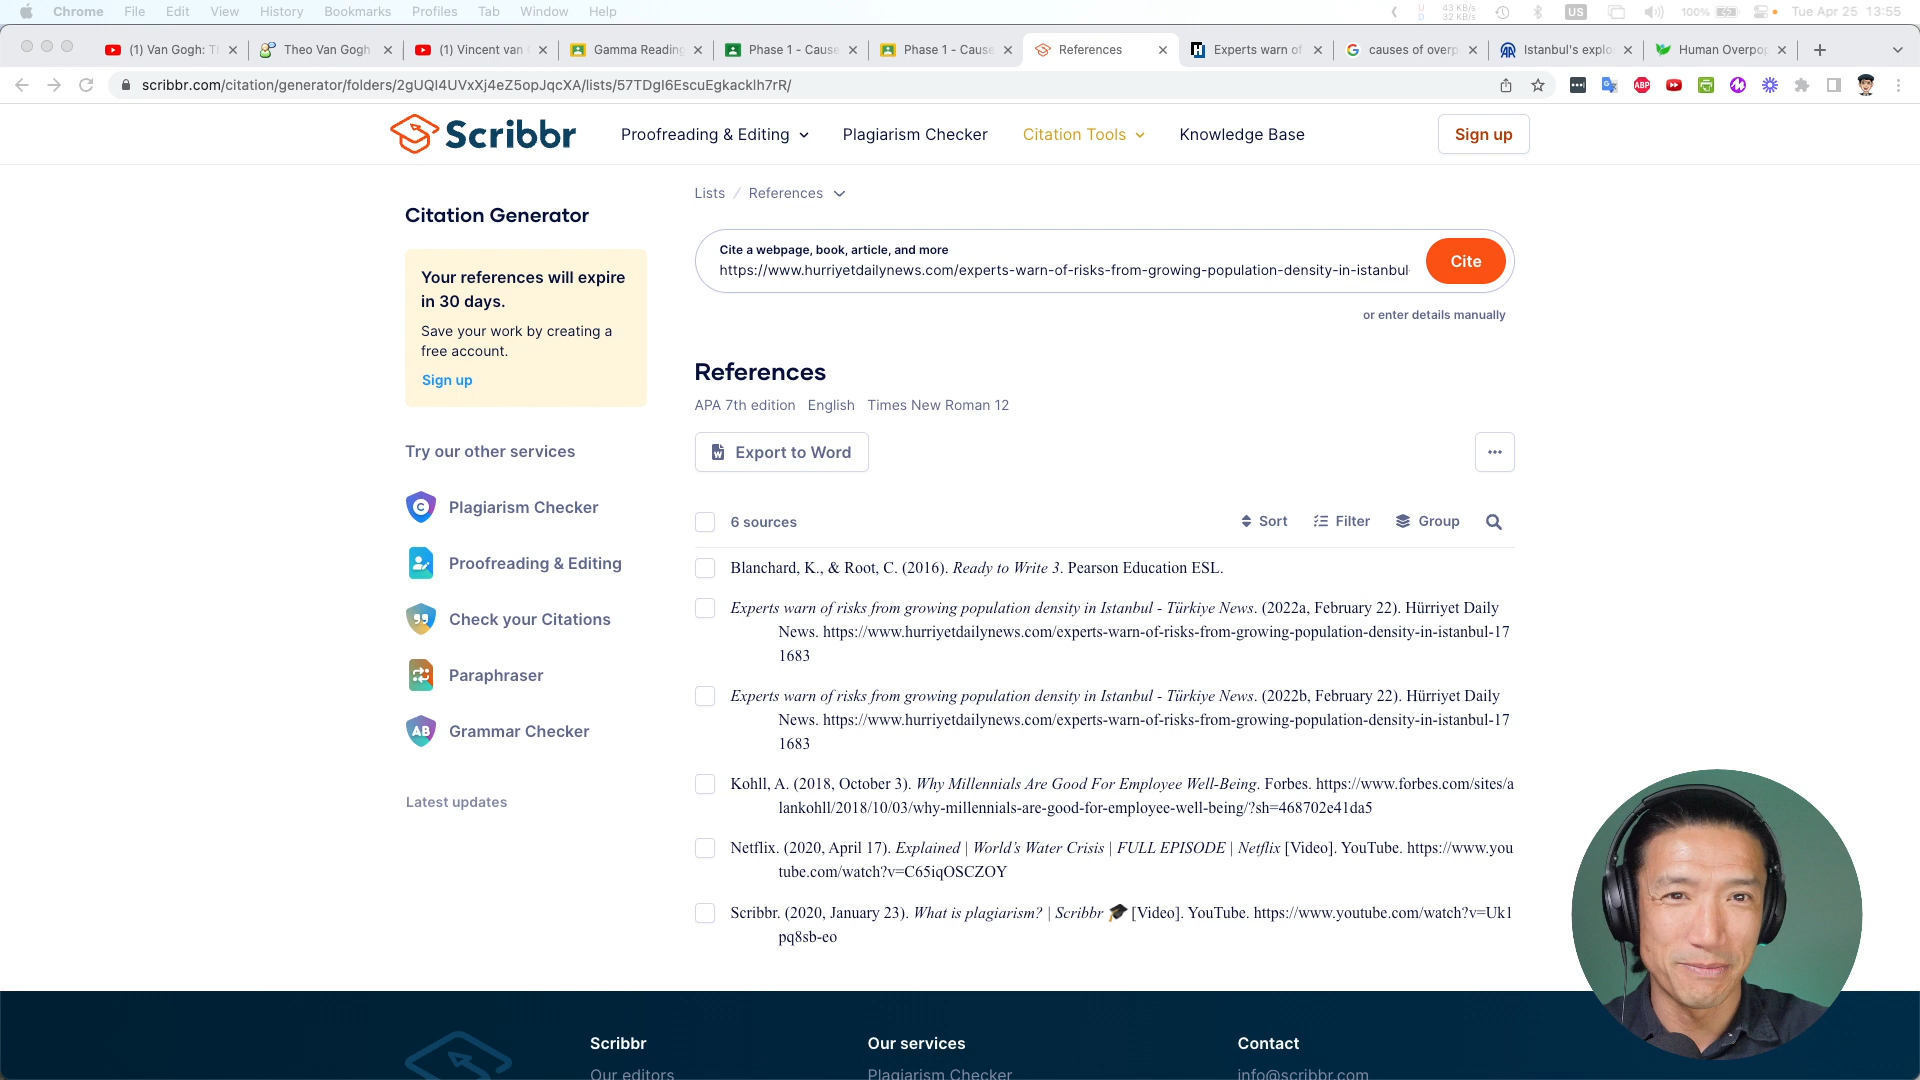 Chrome File Edit View History Bookmarks Profiles Tab Window Help 43 KB/s 32 KB/s US 100% Tue Apr 25 13:55
(1) Van Gogh: Th Theo Van Gogh (1) Vincent van Gamma Reading Phase 1 - Cause Phase 1 - Cause References Experts warn of causes of overp Istanbul's explo Human Overpop
scribbr.com/citation/generator/folders/2gUQI4UVxXj4eZ5opJqcXA/lists/57TDgI6EscuEgkacklh7rR/
Scribbr Proofreading & Editing Plagiarism Checker Citation Tools Knowledge Base Sign up
Lists / References
Citation Generator
Your references will expire
in 30 days.
Save your work by creating a
free account.
Sign up
Try our other services
Plagiarism Checker
Proofreading & Editing
Check your Citations
Paraphraser
Grammar Checker
Latest updates
Cite a webpage, book, article, and more
https://www.hurriyetdailynews.com/experts-warn-of-risks-from-growing-population-density-in-istanbul-
Cite
or enter details manually
References
APA 7th edition English Times New Roman 12
Export to Word
6 sources Sort Filter Group
Blanchard, K., & Root, C. (2016). Ready to Write 3. Pearson Education ESL.
Experts warn of risks from growing population density in Istanbul - Türkiye News. (2022a, February 22). Hürriyet Daily
News. https://www.hurriyetdailynews.com/experts-warn-of-risks-from-growing-population-density-in-istanbul-17
1683
Experts warn of risks from growing population density in Istanbul - Türkiye News. (2022b, February 22). Hürriyet Daily
News. https://www.hurriyetdailynews.com/experts-warn-of-risks-from-growing-population-density-in-istanbul-17
1683
Kohll, A. (2018, October 3). Why Millennials Are Good For Employee Well-Being. Forbes. https://www.forbes.com/sites/a
lankohll/2018/10/03/why-millennials-are-good-for-employee-well-being/?sh=468702e41da5
Netflix. (2020, April 17). Explained | World's Water Crisis | FULL EPISODE | Netflix [Video]. YouTube. https://www.you
tube.com/watch?v=C65iqOSCZOY
Scribbr. (2020, January 23). What is plagiarism? | Scribbr 🎓 [Video]. YouTube. https://www.youtube.com/watch?v=Uk1
pq8sb-eo
Scribbr Our services Contact
Our editors Plagiarism Checker info@scribbr.com